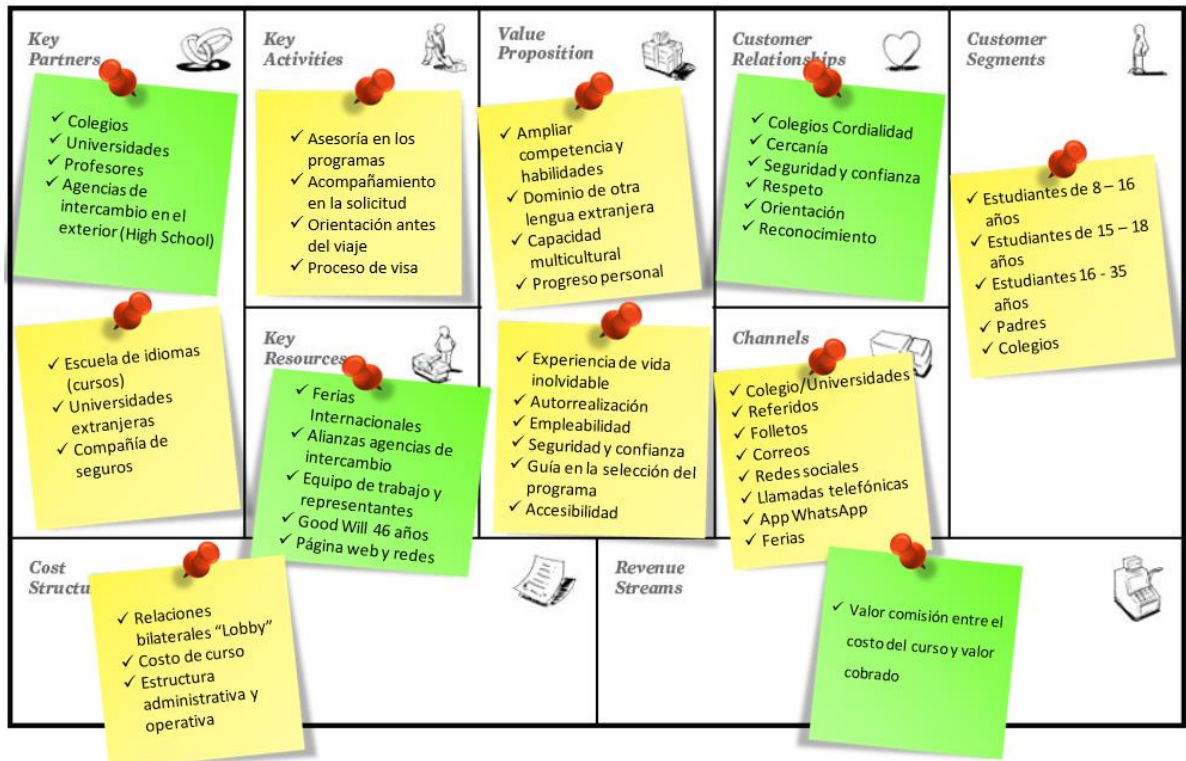 Key
Partners
✓ Colegios
✓ Universidades
✓ Profesores
✓ Agencias de
intercambio en el
exterior (High School)
✓ Escuela de idiomas
(cursos)
✓ Universidades
extranjeras
✓ Compañía de
seguros
Key
Activities
✓ Asesoría en los
programas
✓ Acompañamiento
en la solicitud
✓ Orientación antes
del viaje
✓ Proceso de visa
Key
Resources
✓ Ferias
Internacionales
✓ Alianzas agencias de
intercambio
✓ Equipo de trabajo y
representantes
✓ Good Will 46 años
✓ Página web y redes
Value
Proposition
✓ Ampliar
competencia y
habilidades
✓ Dominio de otra
lengua extranjera
✓ Capacidad
multicultural
✓ Progreso personal
✓ Experiencia de vida
inolvidable
✓ Autorrealización
✓ Empleabilidad
✓ Seguridad y confianza
✓ Guía en la selección del
programa
✓ Accesibilidad
Customer
Relationships
✓ Colegios Cordialidad
✓ Cercanía
✓ Seguridad y confianza
✓ Respeto
✓ Orientación
✓ Reconocimiento
Channels
✓ Colegio/Universidades
✓ Referidos
✓ Folletos
✓ Correos
✓ Redes sociales
✓ Llamadas telefónicas
✓ App WhatsApp
✓ Ferias
Customer
Segments
✓ Estudiantes de 8 – 16
años
✓ Estudiantes de 15 – 18
años
✓ Estudiantes 16 - 35
años
✓ Padres
✓ Colegios
Cost
Structu
✓ Relaciones
bilaterales “Lobby”
✓ Costo de curso
✓ Estructura
administrativa y
operativa
Revenue
Streams
✓ Valor comisión entre el
costo del curso y valor
cobrado